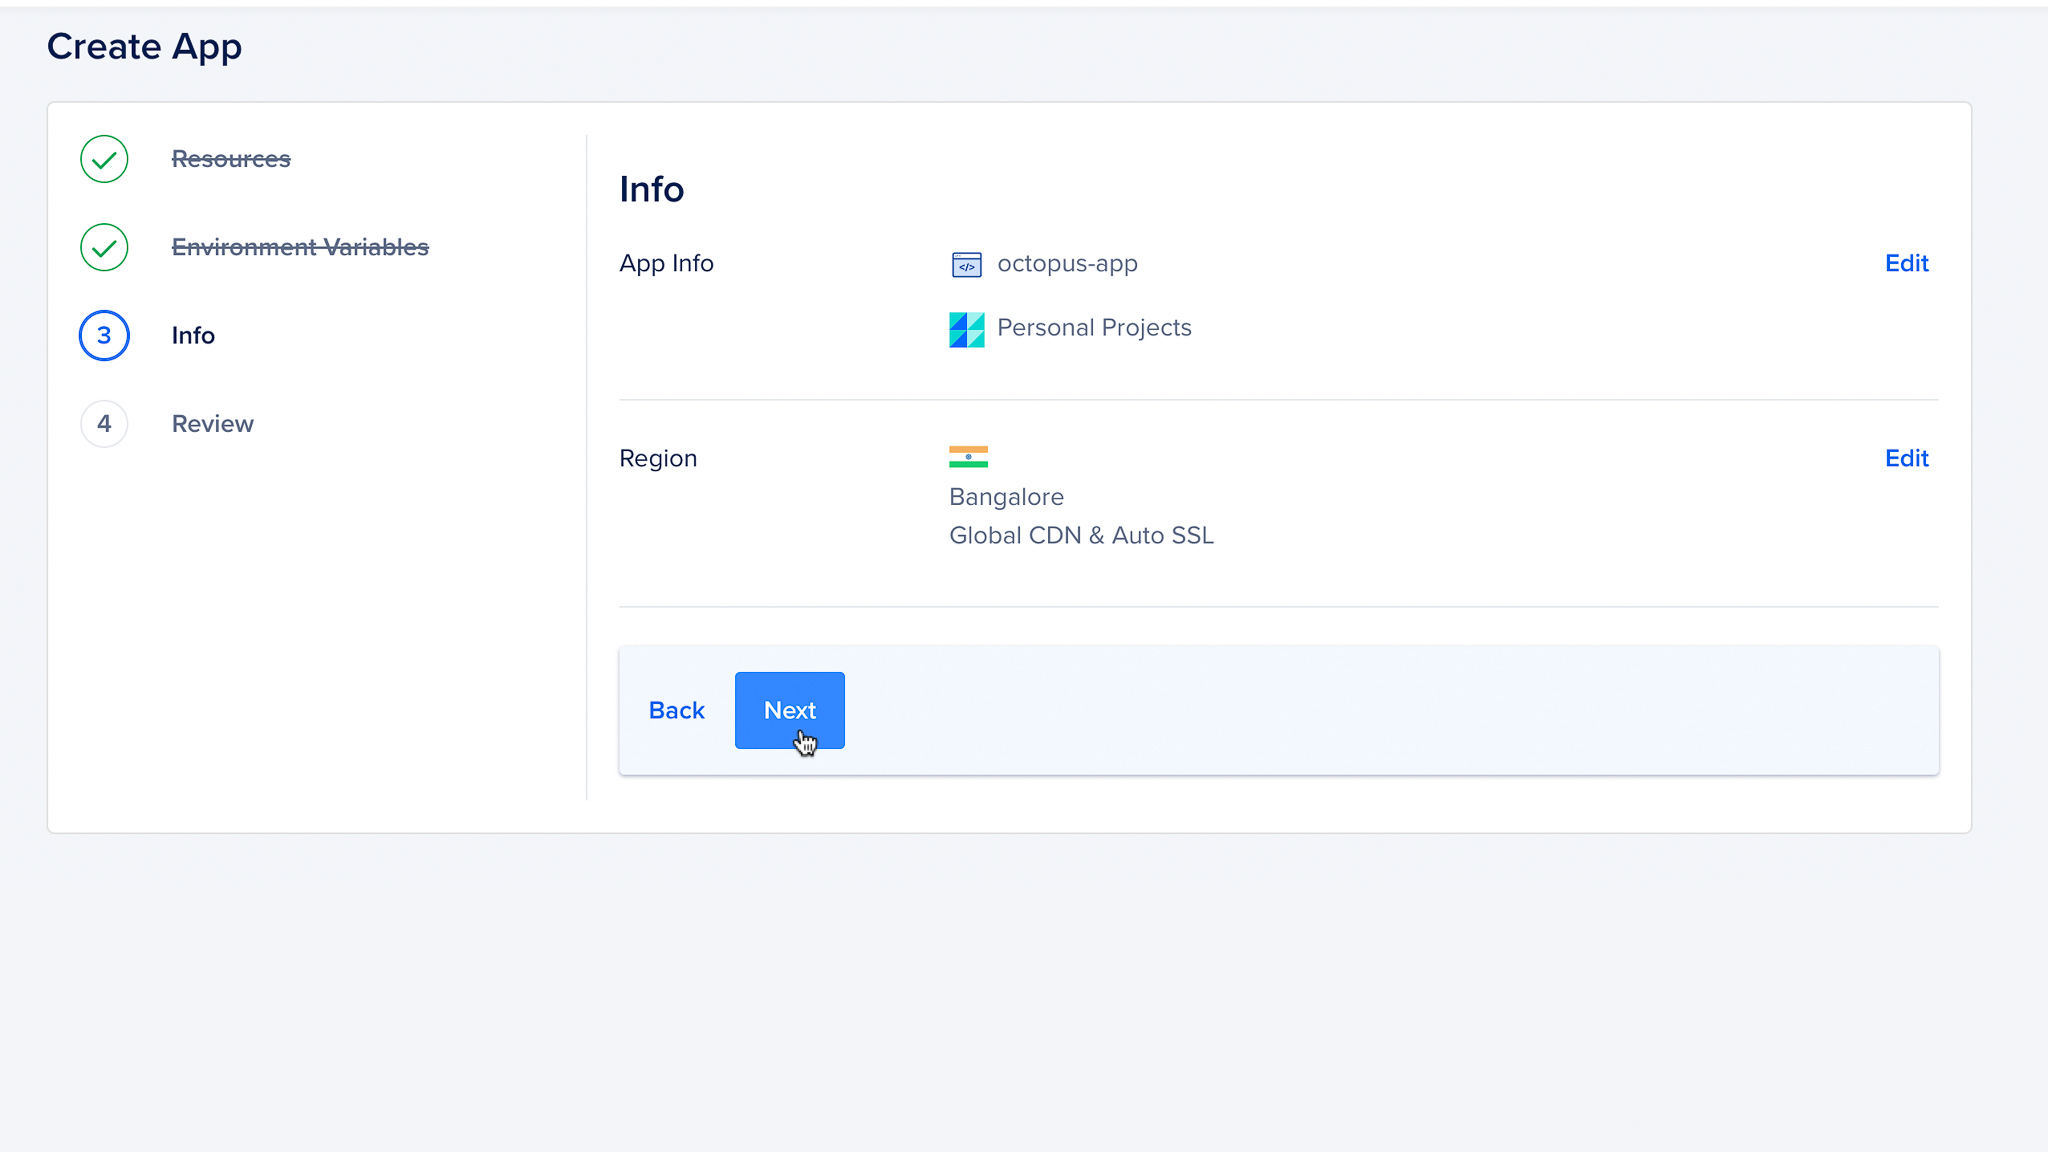 Create App
Resources
Environment Variables
3 Info
4 Review
Info
App Info
</> octopus-app
Edit
Personal Projects
Region
Edit
Bangalore
Global CDN & Auto SSL
Back
Next